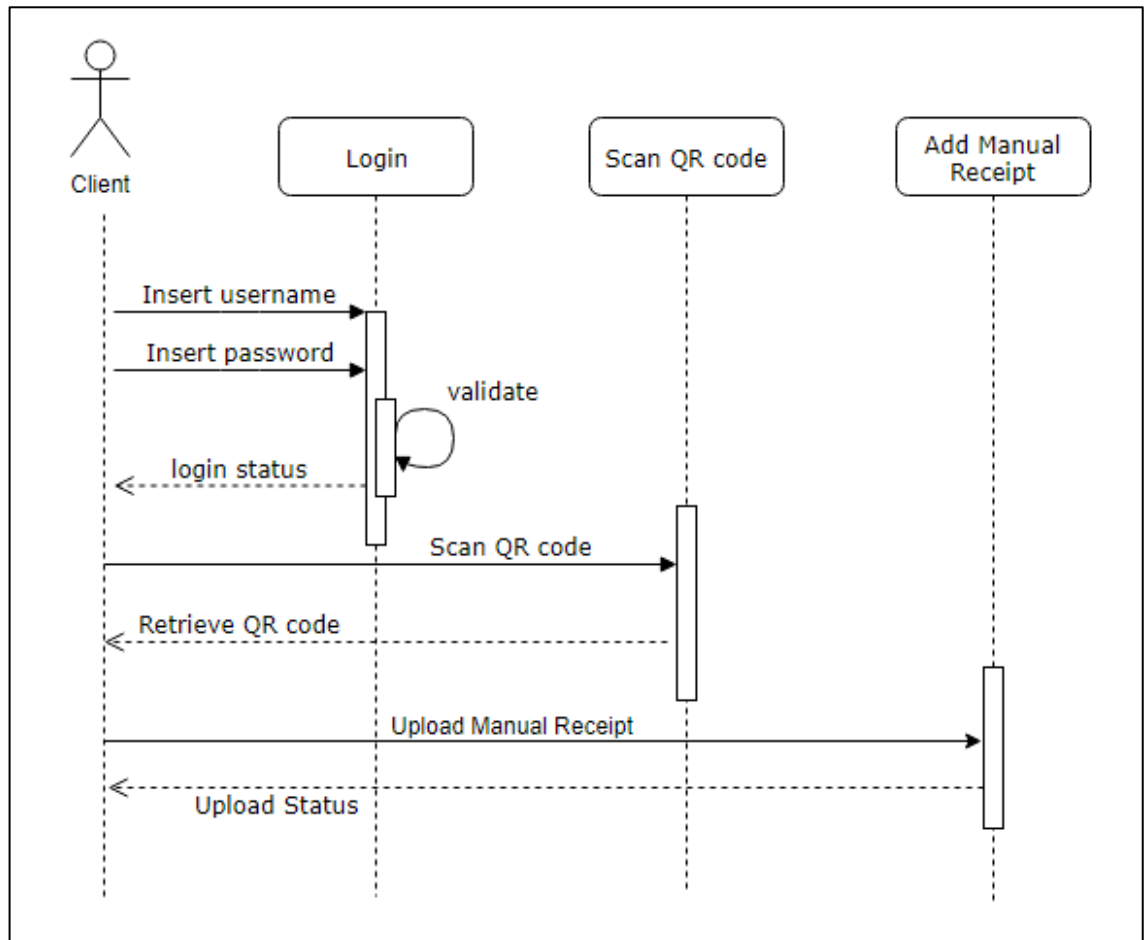 Client
Login
Scan QR code
Add Manual
Receipt
Insert username
Insert password
validate
login status
Scan QR code
Retrieve QR code
Upload Manual Receipt
Upload Status